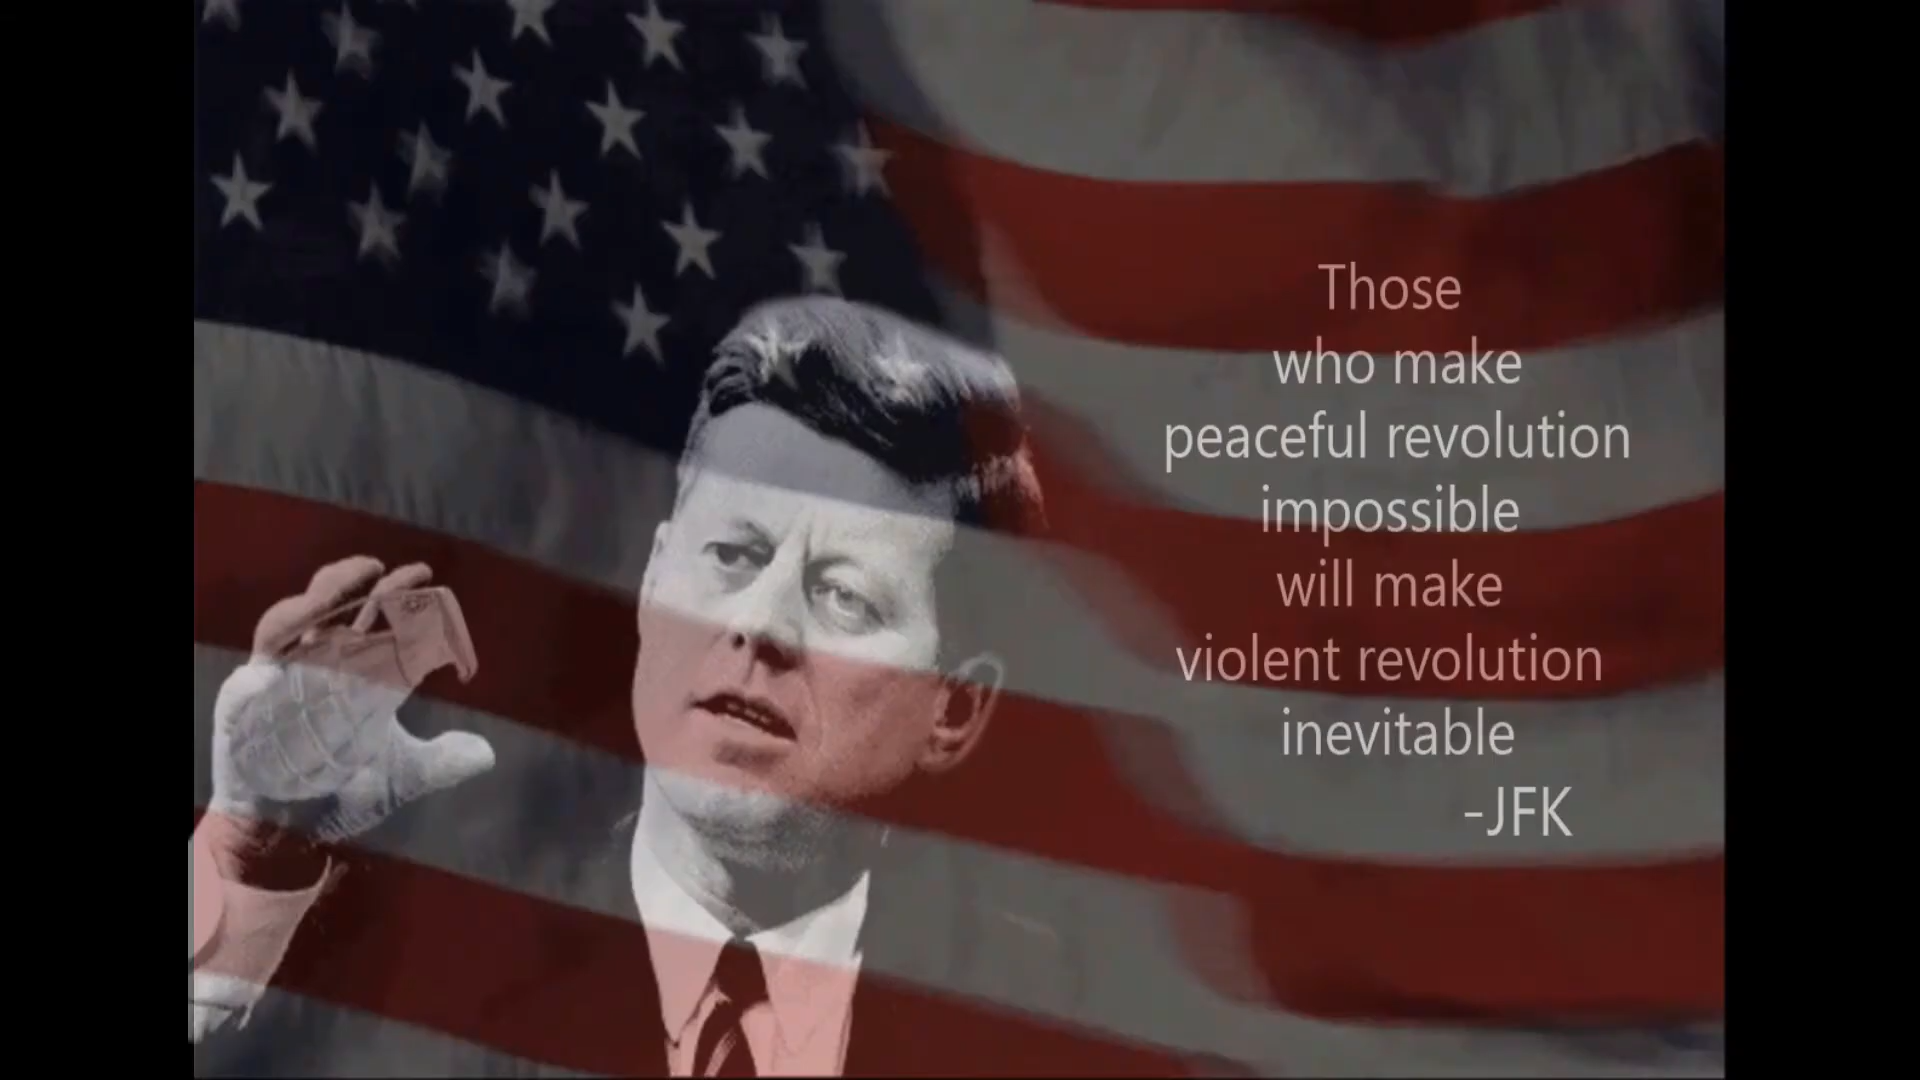 Those
who make
peaceful revolution
impossible
will make
violent revolution
inevitable
-JFK